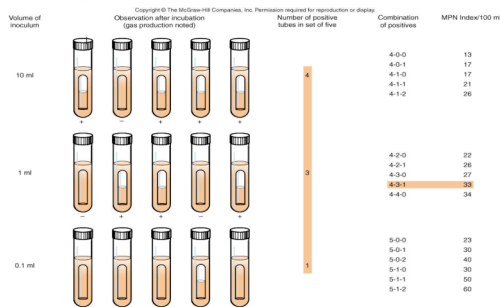 Copyright © The McGraw-Hill Companies, Inc. Permission required for reproduction or display.
Volume of inoculum
Observation after incubation (gas production noted)
Number of positive tubes in set of five
Combination of positives
MPN Index/100 ml
10 ml
+ − + + +
4
4-0-0 13
4-0-1 17
4-1-0 17
4-1-1 21
4-1-2 26
1 ml
− + + − +
3
4-2-0 22
4-2-1 26
4-3-0 27
4-3-1 33
4-4-0 34
0.1 ml
1
5-0-0 23
5-0-1 30
5-0-2 40
5-1-0 30
5-1-1 50
5-1-2 60